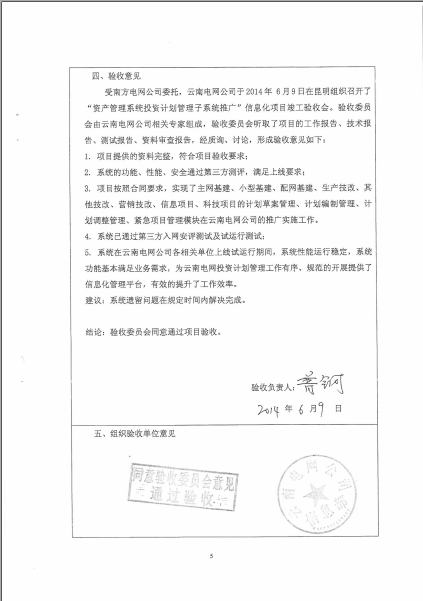 四、验收意见
受南方电网公司委托，云南电网公司于2014年6月9日在昆明组织召开了
“资产管理系统投资计划管理子系统推广”信息化项目竣工验收会。验收委员
会由云南电网公司相关专家组成，验收委员会听取了项目的工作报告、技术报
告、测试报告、资料审查报告，经质询、讨论，形成验收意见如下：
1. 项目提供的资料完整，符合项目验收要求；
2. 系统的功能、性能、安全通过第三方测评，满足上线要求；
3. 项目按照合同要求，实现了主网基建、小型基建、配网基建、生产技改、其
他技改、营销技改、信息项目、科技项目的计划草案管理、计划编制管理、计
划调整管理、紧急项目管理模块在云南电网公司的推广实施工作。
4. 系统已通过第三方入网安评测试及试运行测试；
5. 系统在云南电网公司各相关单位上线试运行期间，系统性能运行稳定，系统
功能基本满足业务需求，为云南电网投资计划管理工作有序、规范的开展提供了
信息化管理平台，有效的提升了工作效率。
建议：系统遗留问题在规定时间内解决完成。
结论：验收委员会同意通过项目验收。
验收负责人：
2014 年 6 月 9 日
五、组织验收单位意见
同意验收委员会意见
通过验收
云南电网公司
信息部
5